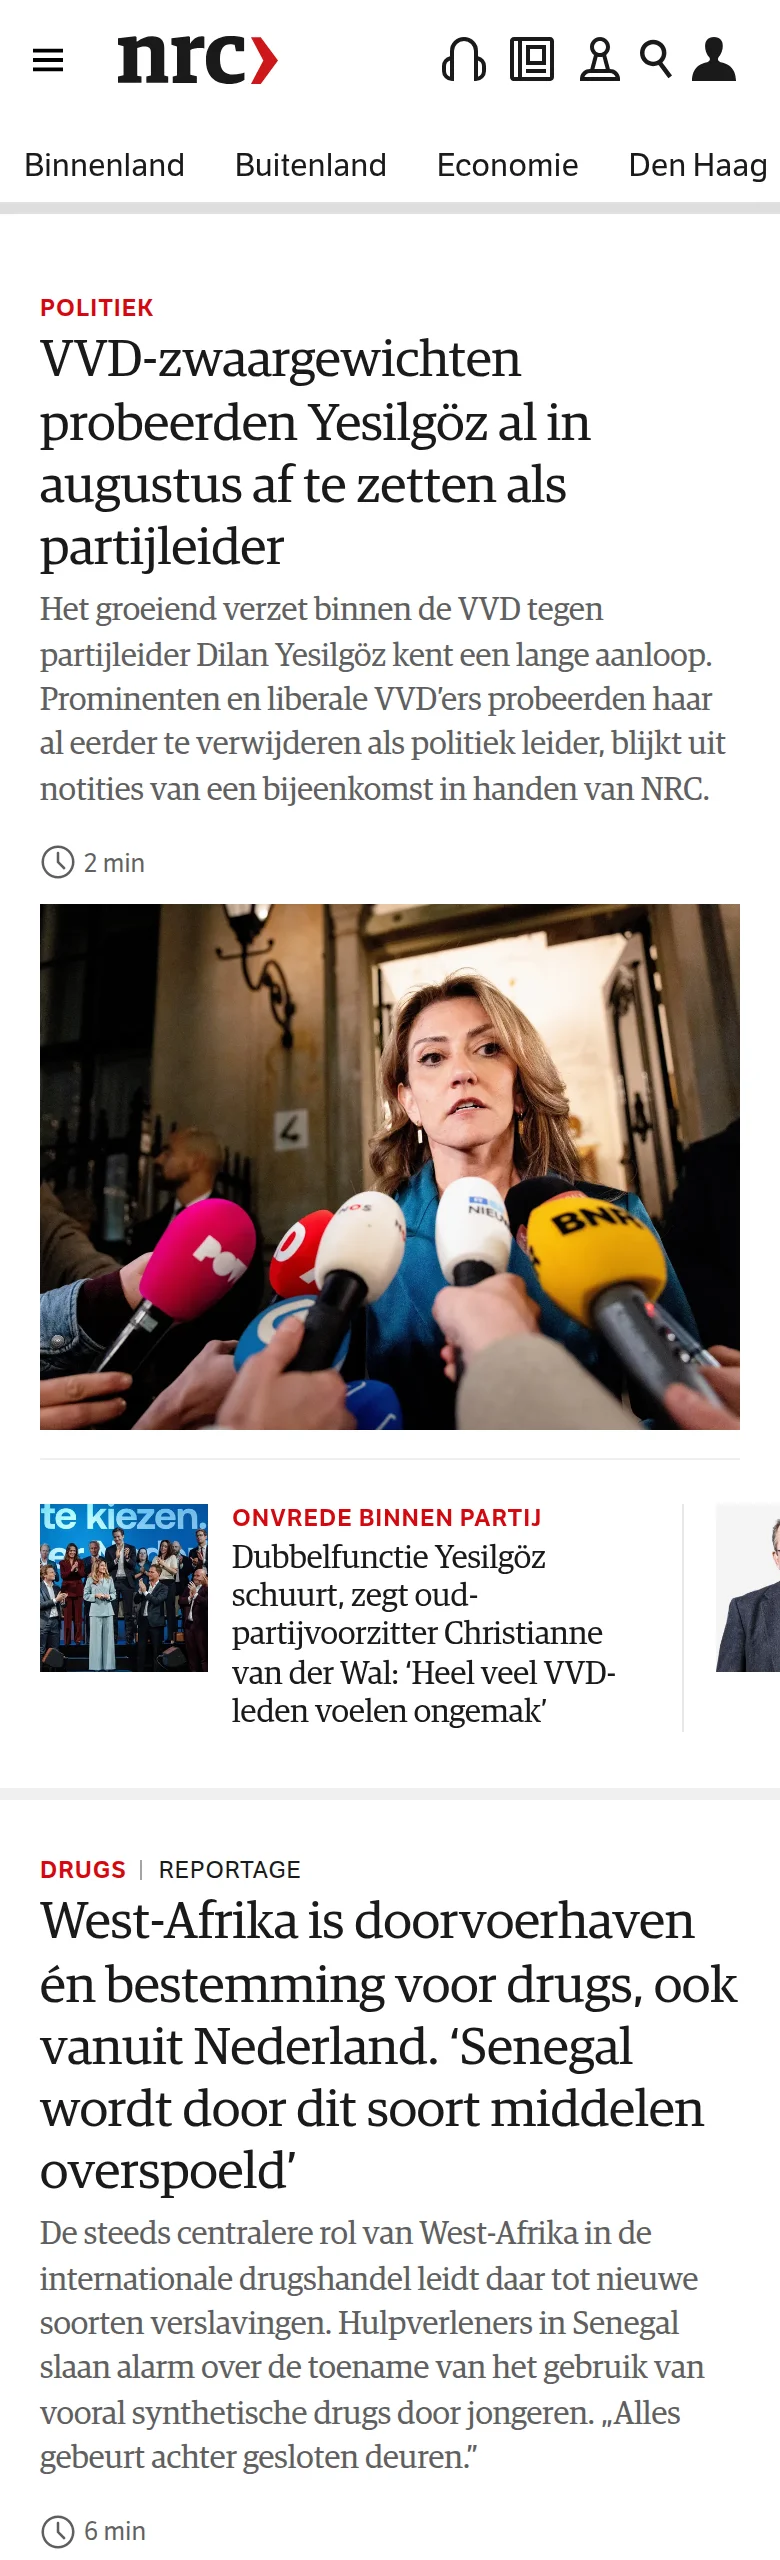 nrc
Binnenland Buitenland Economie Den Haag
POLITIEK
VVD-zwaargewichten
probeerden Yesilgöz al in
augustus af te zetten als
partijleider
Het groeiend verzet binnen de VVD tegen
partijleider Dilan Yesilgöz kent een lange aanloop.
Prominenten en liberale VVD’ers probeerden haar
al eerder te verwijderen als politiek leider, blijkt uit
notities van een bijeenkomst in handen van NRC.
2 min
4
NOS
NIEU
BNR
POW
te kiezen.
ONVREDE BINNEN PARTIJ
Dubbelfunctie Yesilgöz
schuurt, zegt oud-
partijvoorzitter Christianne
van der Wal: ‘Heel veel VVD-
leden voelen ongemak’
DRUGS | REPORTAGE
West-Afrika is doorvoerhaven
én bestemming voor drugs, ook
vanuit Nederland. ‘Senegal
wordt door dit soort middelen
overspoeld’
De steeds centralere rol van West-Afrika in de
internationale drugshandel leidt daar tot nieuwe
soorten verslavingen. Hulpverleners in Senegal
slaan alarm over de toename van het gebruik van
vooral synthetische drugs door jongeren. „Alles
gebeurt achter gesloten deuren.”
6 min